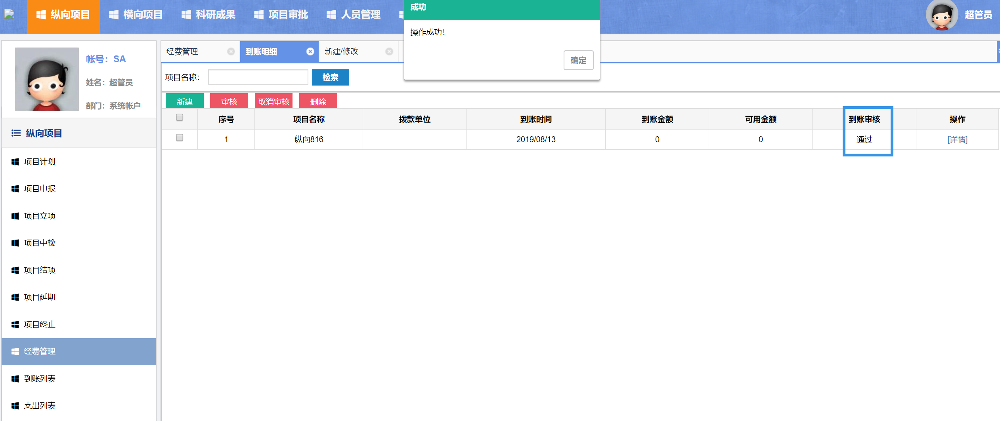 纵向项目 横向项目 科研成果 项目审批 人员管理 超管员
成功
操作成功！
确定
帐号：SA
姓名：超管员
部门：系统帐户
纵向项目
项目计划
项目申报
项目立项
项目中检
项目结项
项目延期
项目终止
经费管理
到账列表
支出列表
经费管理 到账明细 新建/修改
项目名称： 检索
新建 审核 取消审核 删除
序号 项目名称 拨款单位 到账时间 到账金额 可用金额 到账审核 操作
1 纵向816 2019/08/13 0 0 通过 [详情]